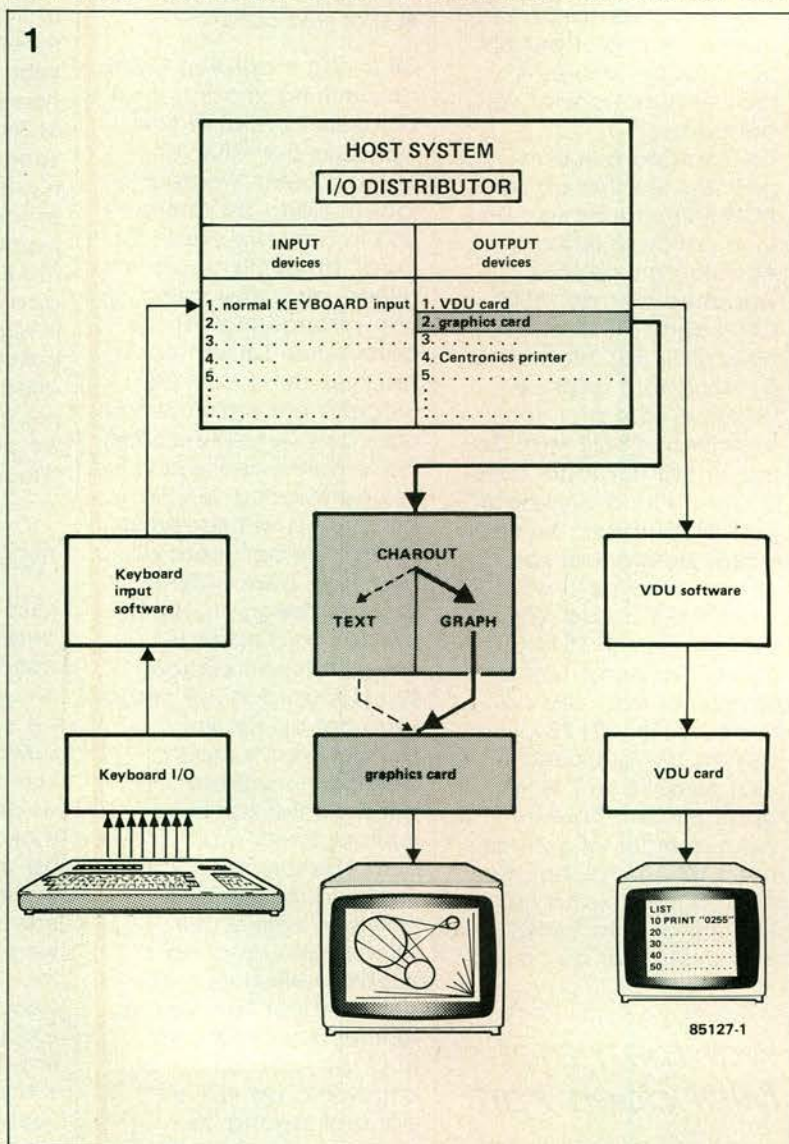 1
HOST SYSTEM
I/O DISTRIBUTOR
INPUT
devices
OUTPUT
devices
1. normal KEYBOARD input
2. . . . . . . . . . . . . . . . . . .
3. . . . . . . . . . . . . . . . . . .
4. . . . . .
5. . . . . . . . . . . . . . . . . . .
:
:
. . . . . . . . . . .
1. VDU card
2. graphics card
3. . . . . . . .
4. Centronics printer
5. . . . . . . . . . . . . . . . . .
:
:
. . . . . . . . . .
Keyboard
input
software
CHAROUT
TEXT
GRAPH
VDU software
Keyboard I/O
graphics card
VDU card
LIST
10 PRINT "0255"
20 . . . . . . . . . . .
30 . . . . . . . . . . .
40 . . . . . . . . . . .
50 . . . . . . . . . . .
85127-1